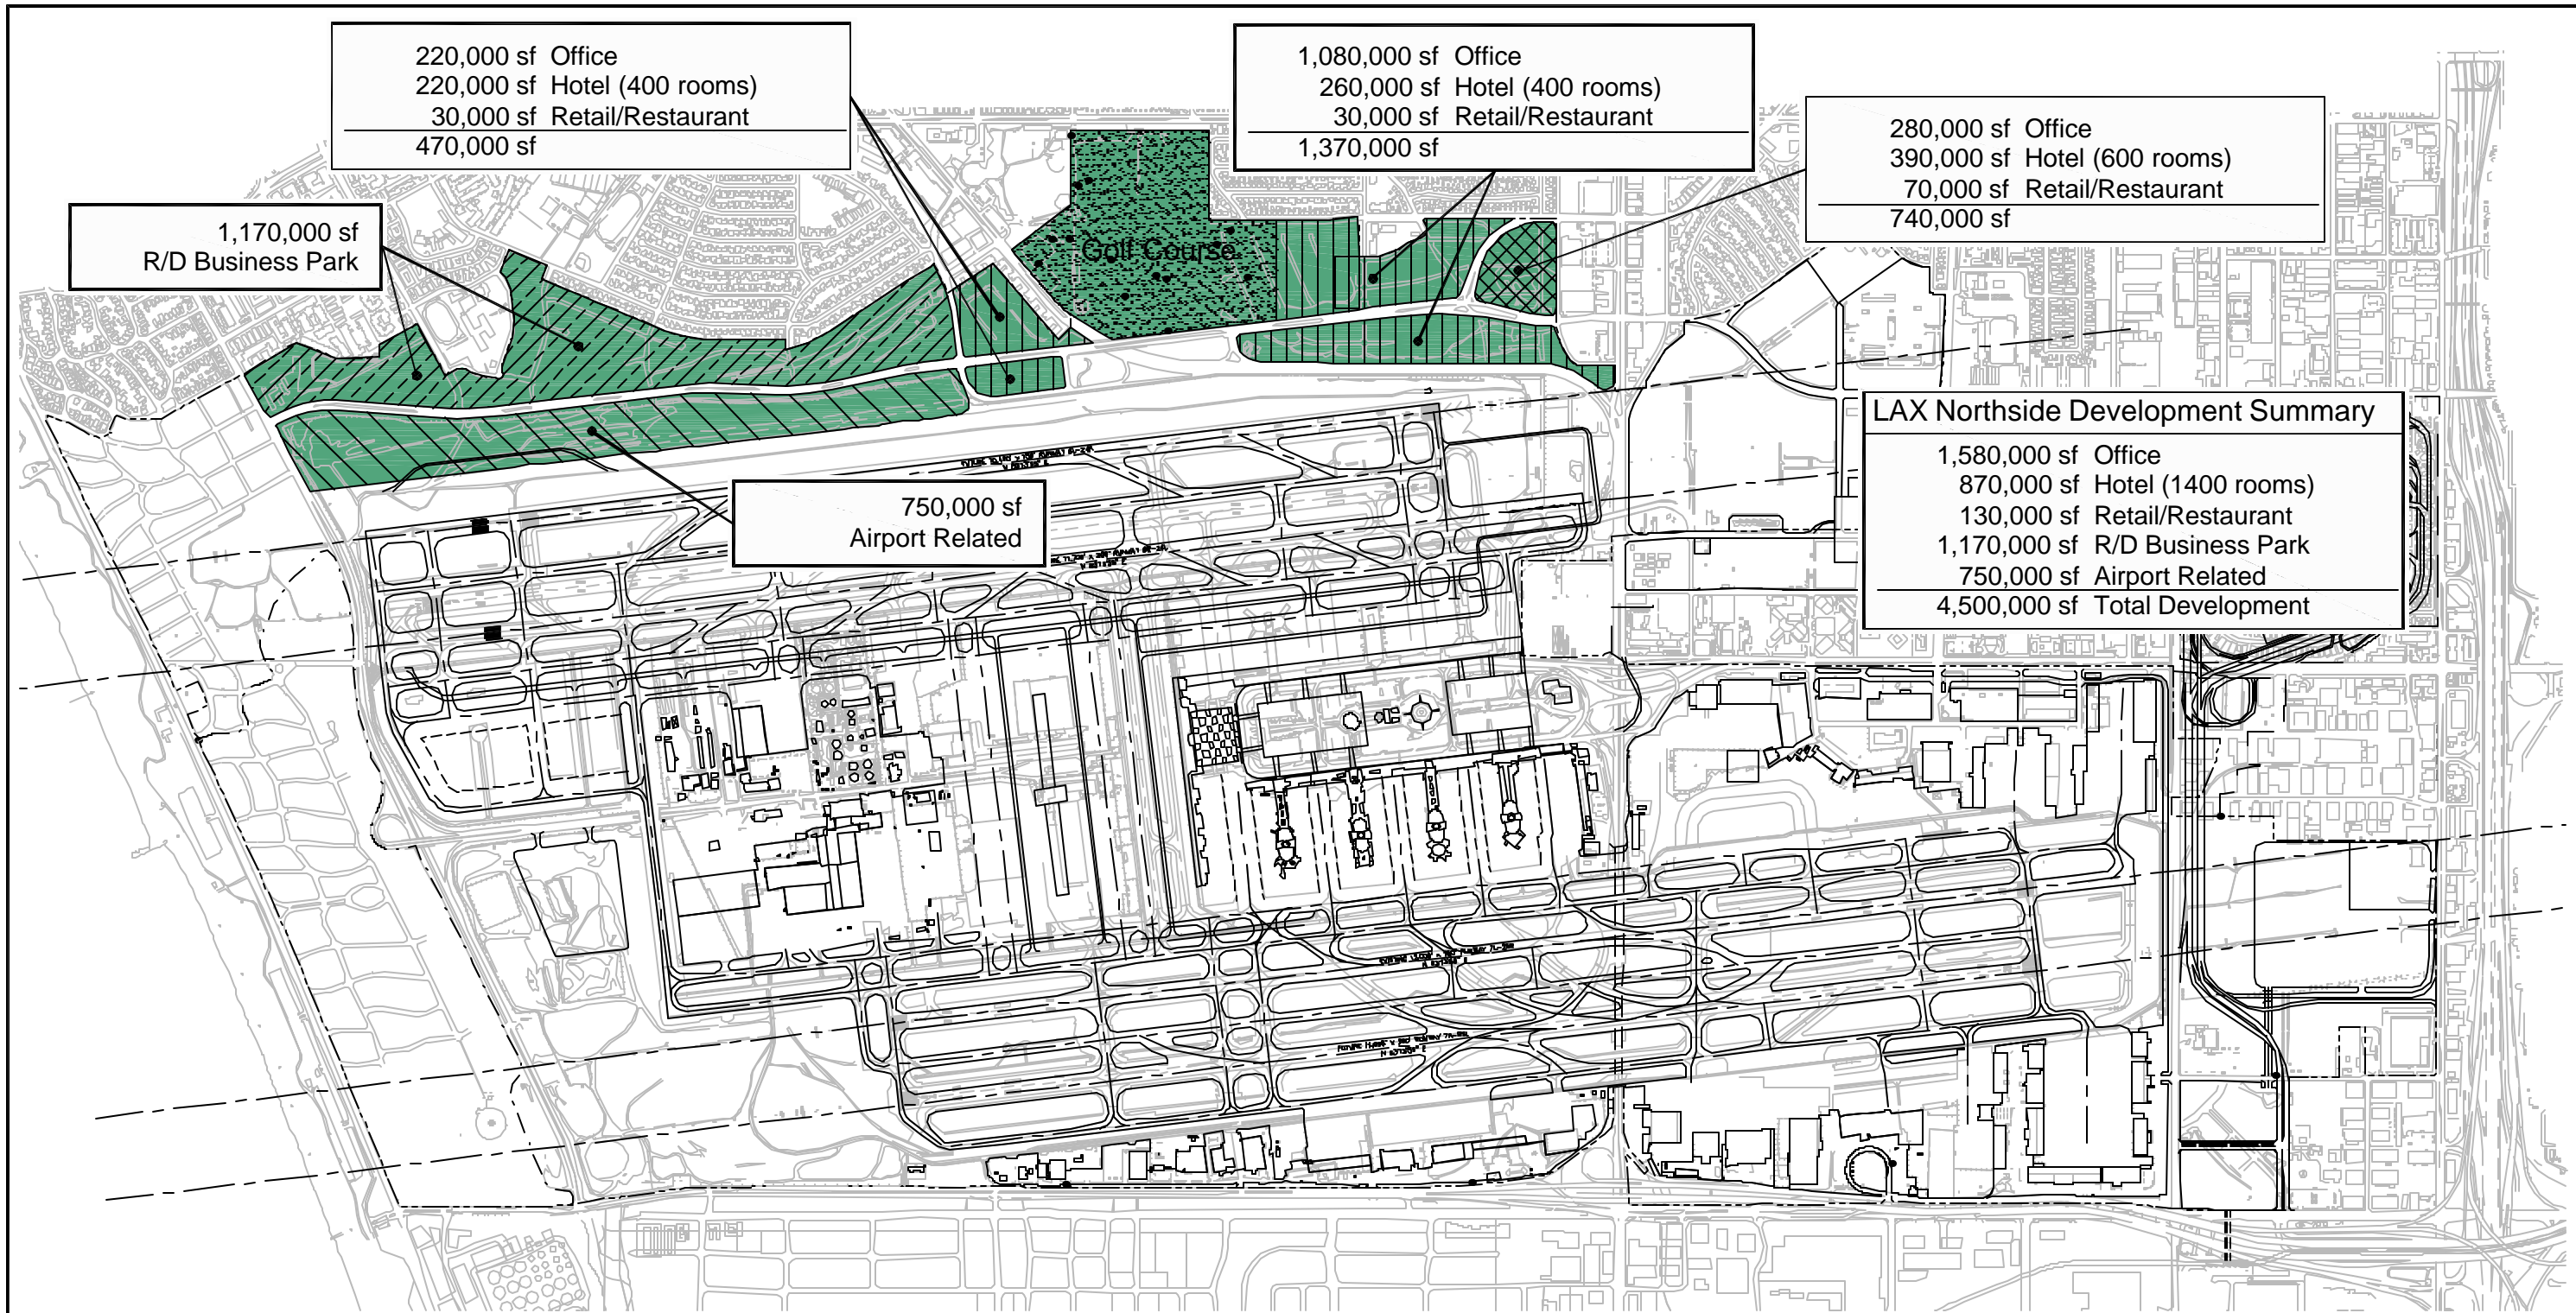 220,000 sf Office
220,000 sf Hotel (400 rooms)
30,000 sf Retail/Restaurant
470,000 sf
1,080,000 sf Office
260,000 sf Hotel (400 rooms)
30,000 sf Retail/Restaurant
1,370,000 sf
280,000 sf Office
390,000 sf Hotel (600 rooms)
70,000 sf Retail/Restaurant
740,000 sf
1,170,000 sf
R/D Business Park
Golf Course
LAX Northside Development Summary
1,580,000 sf Office
870,000 sf Hotel (1400 rooms)
130,000 sf Retail/Restaurant
1,170,000 sf R/D Business Park
750,000 sf Airport Related
4,500,000 sf Total Development
750,000 sf
Airport Related